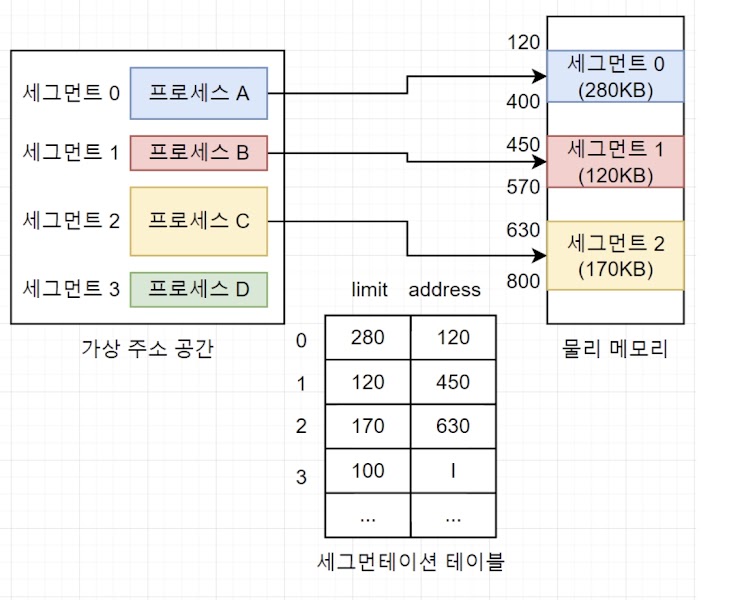 세그먼트 0
프로세스 A
세그먼트 1
프로세스 B
세그먼트 2
프로세스 C
세그먼트 3
프로세스 D
가상 주소 공간
120
세그먼트 0
(280KB)
400
450
세그먼트 1
(120KB)
570
630
세그먼트 2
(170KB)
800
물리 메모리
limit address
0 280 120
1 120 450
2 170 630
3 100 I
... ...
세그먼테이션 테이블